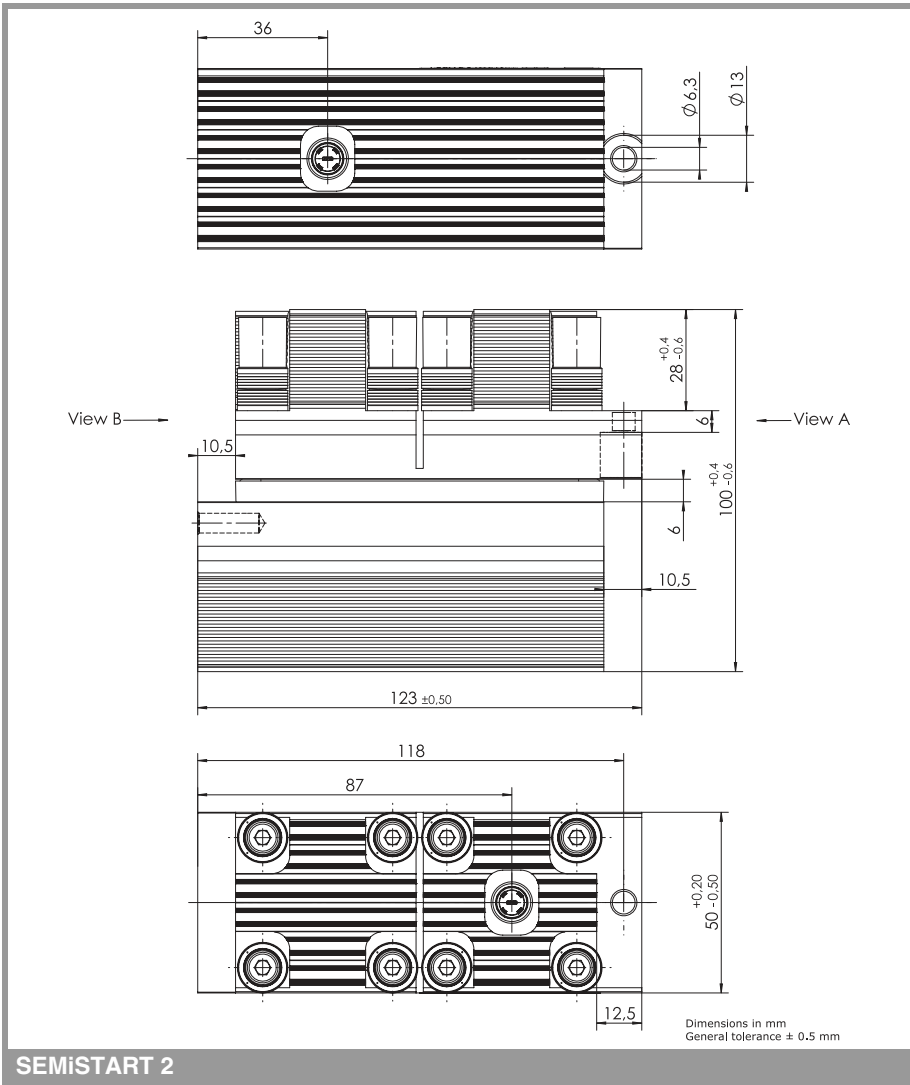 36
Ø 6,3
Ø 13
28 +0,4 -0,6
View B
View A
6
10,5
100 +0,4 -0,6
6
10,5
123 ±0,50
118
87
50 +0,20 -0,50
12,5
Dimensions in mm
General tolerance ± 0.5 mm
SEMiSTART 2